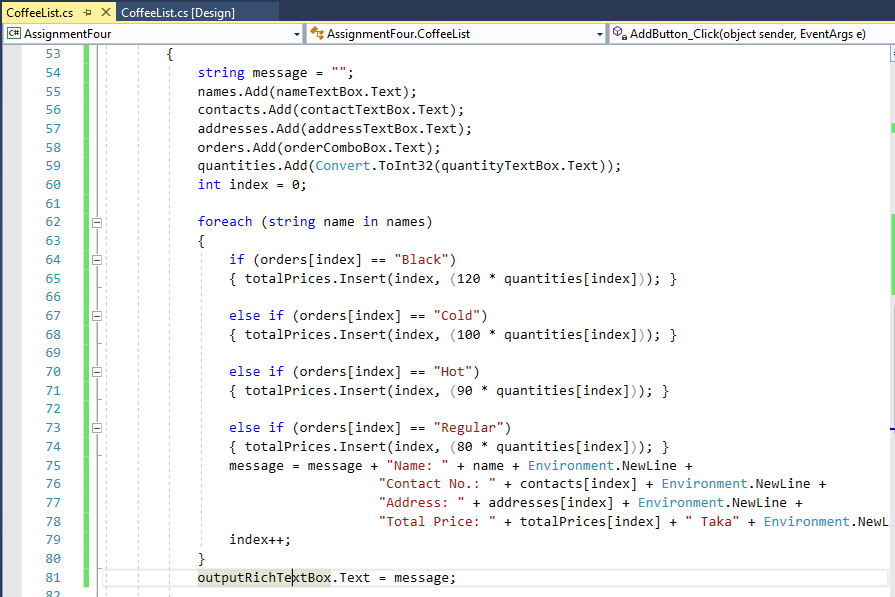 CoffeeList.cs CoffeeList.cs [Design]
C# AssignmentFour AssignmentFour.CoffeeList AddButton_Click(object sender, EventArgs e)
53 {
54 string message = "";
55 names.Add(nameTextBox.Text);
56 contacts.Add(contactTextBox.Text);
57 addresses.Add(addressTextBox.Text);
58 orders.Add(orderComboBox.Text);
59 quantities.Add(Convert.ToInt32(quantityTextBox.Text));
60 int index = 0;
61
62 foreach (string name in names)
63 {
64 if (orders[index] == "Black")
65 { totalPrices.Insert(index, (120 * quantities[index])); }
66
67 else if (orders[index] == "Cold")
68 { totalPrices.Insert(index, (100 * quantities[index])); }
69
70 else if (orders[index] == "Hot")
71 { totalPrices.Insert(index, (90 * quantities[index])); }
72
73 else if (orders[index] == "Regular")
74 { totalPrices.Insert(index, (80 * quantities[index])); }
75 message = message + "Name: " + name + Environment.NewLine +
76 "Contact No.: " + contacts[index] + Environment.NewLine +
77 "Address: " + addresses[index] + Environment.NewLine +
78 "Total Price: " + totalPrices[index] + " Taka" + Environment.NewL
79 index++;
80 }
81 outputRichTextBox.Text = message;
82